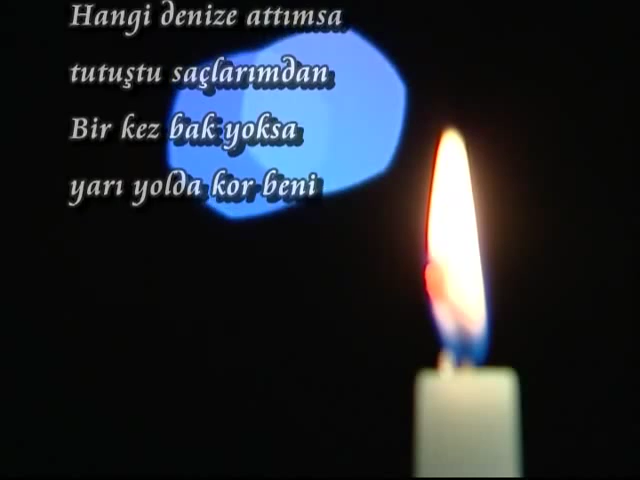 Hangi denize attımsa
tutuştu saçlarımdan
Bir kez bak yoksa
yarı yolda kor beni